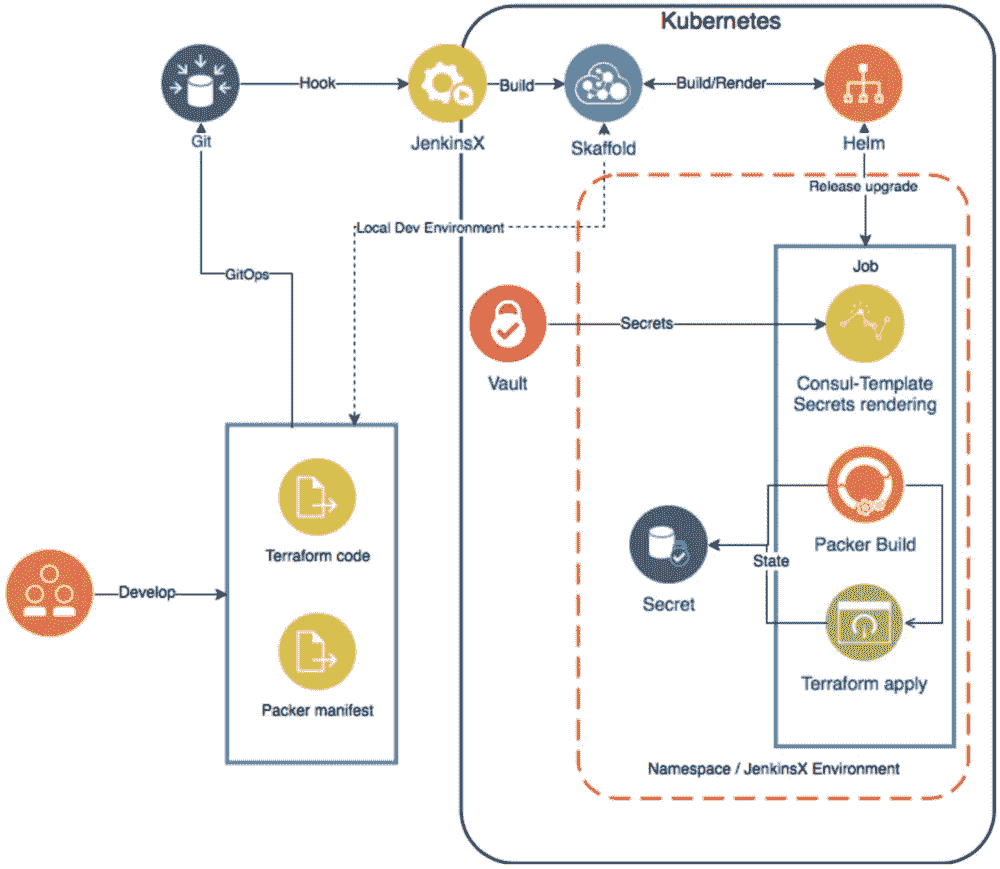 Kubernetes
Hook
Build
Build/Render
Git
JenkinsX
Skaffold
Helm
Release upgrade
Local Dev Environment
GitOps
Job
Secrets
Vault
Consul-Template
Secrets rendering
Terraform code
Packer Build
State
Develop
Secret
Terraform apply
Packer manifest
Namespace / JenkinsX Environment